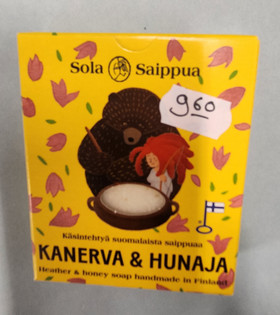 Sola Saippua
960
Käsintehtyä suomalaista saippuaa
KANERVA & HUNAJA
Heather & honey soap handmade in Finland